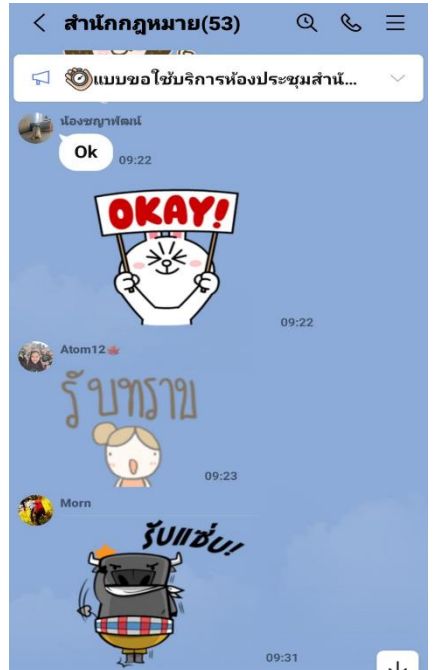 สำนักกฎหมาย(53)
แบบขอใช้บริการห้องประชุมสำนั...
น้องชญาพัฒน์
Ok
09:22
OKAY!
09:22
Atom12
รับทราบ
09:23
Morn
รับแซ่บ!
09:31